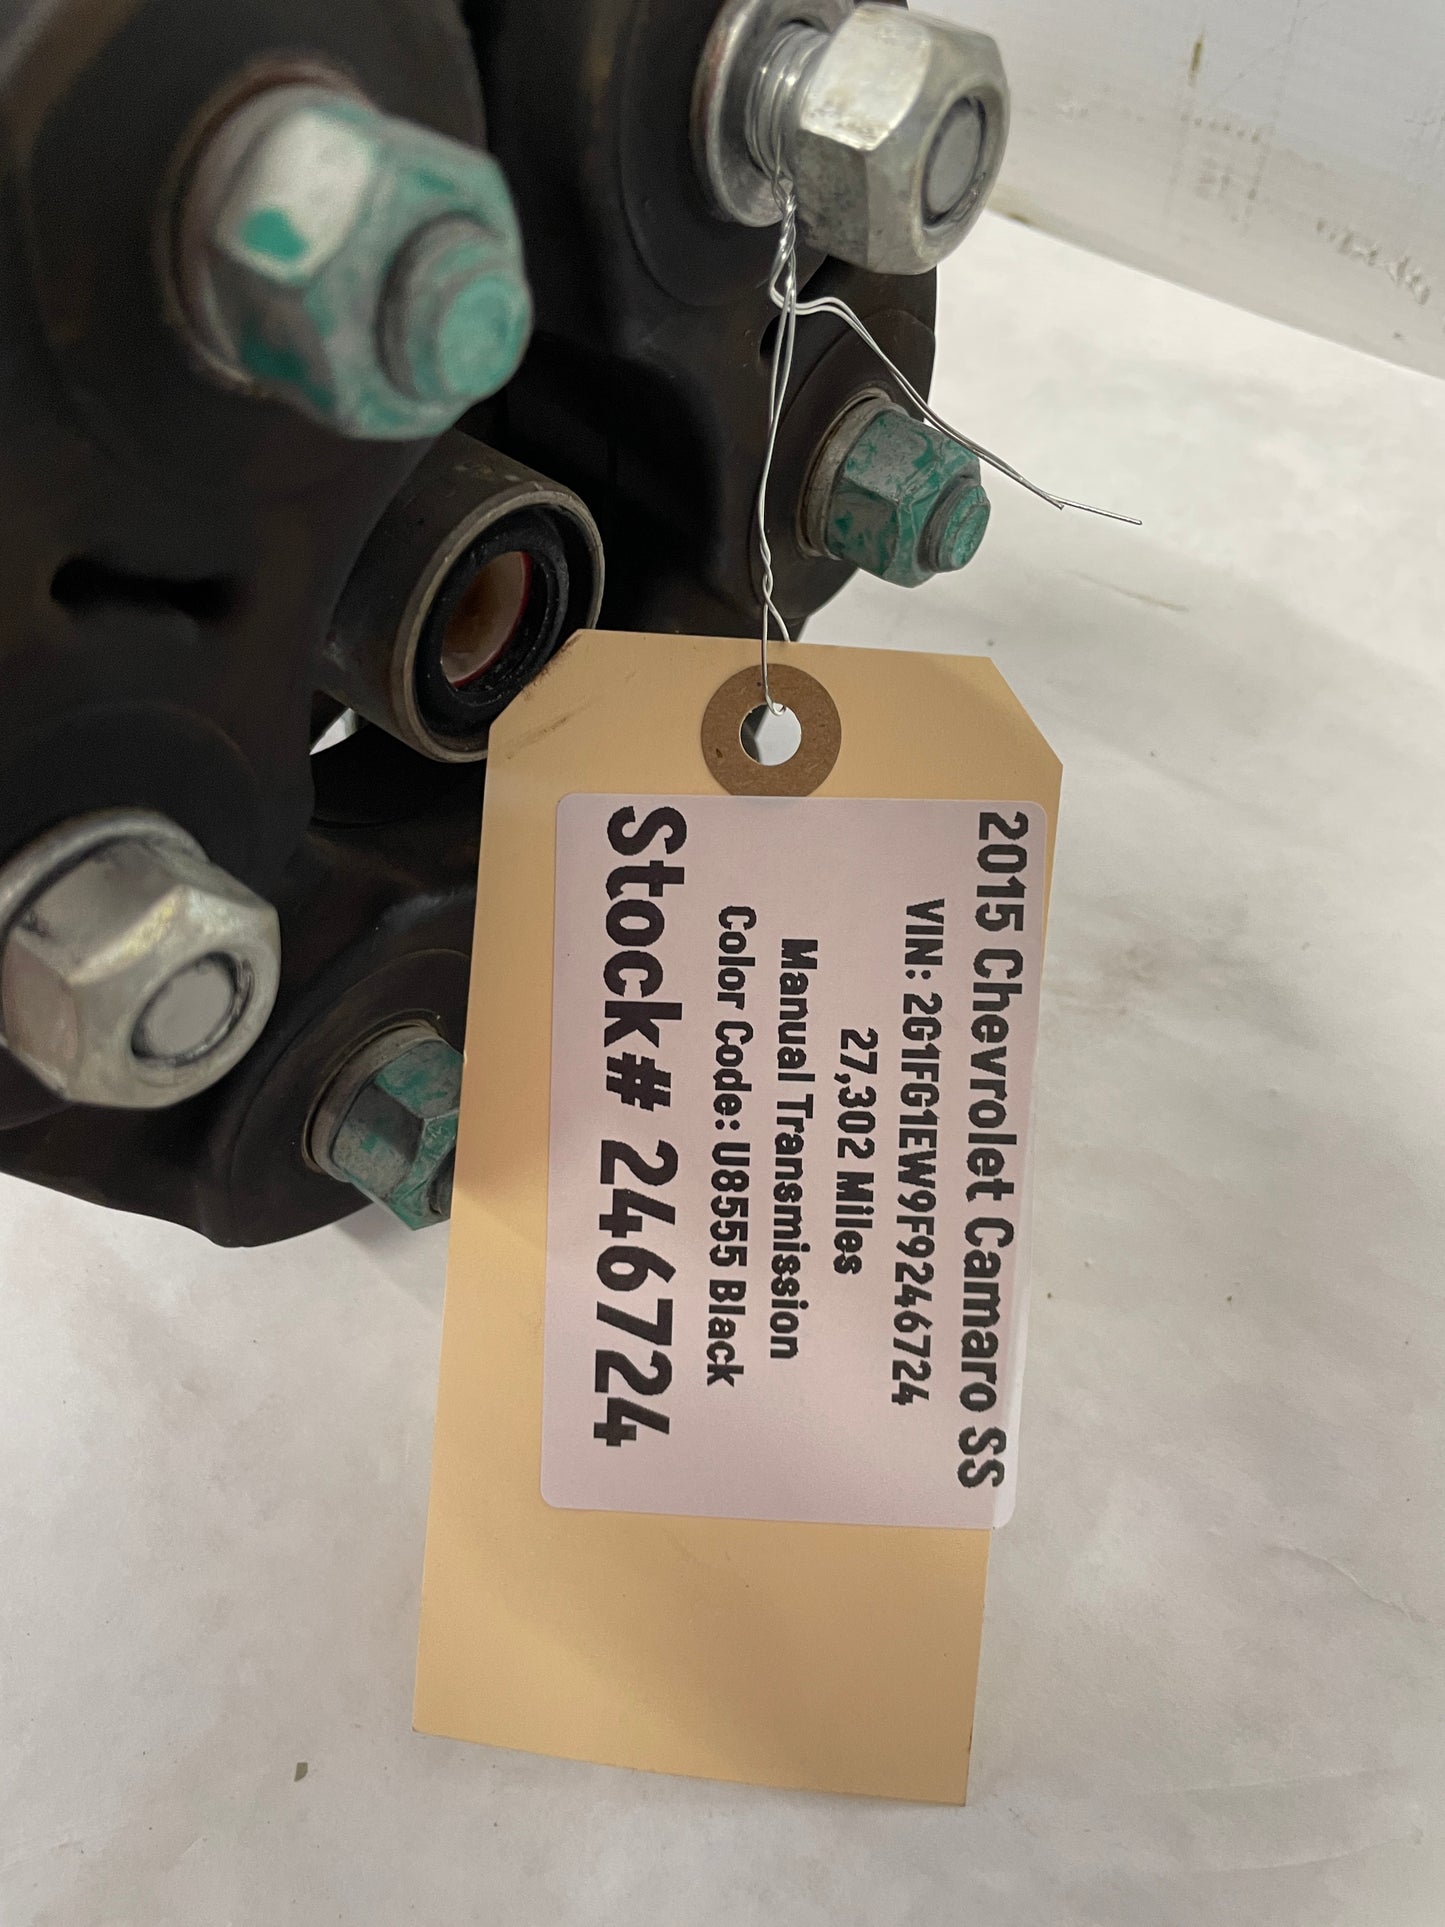 2015 Chevrolet Camaro SS
VIN: 2G1FG1EW9F9246724
27,302 Miles
Manual Transmission
Color Code: U8555 Black
Stock# 246724